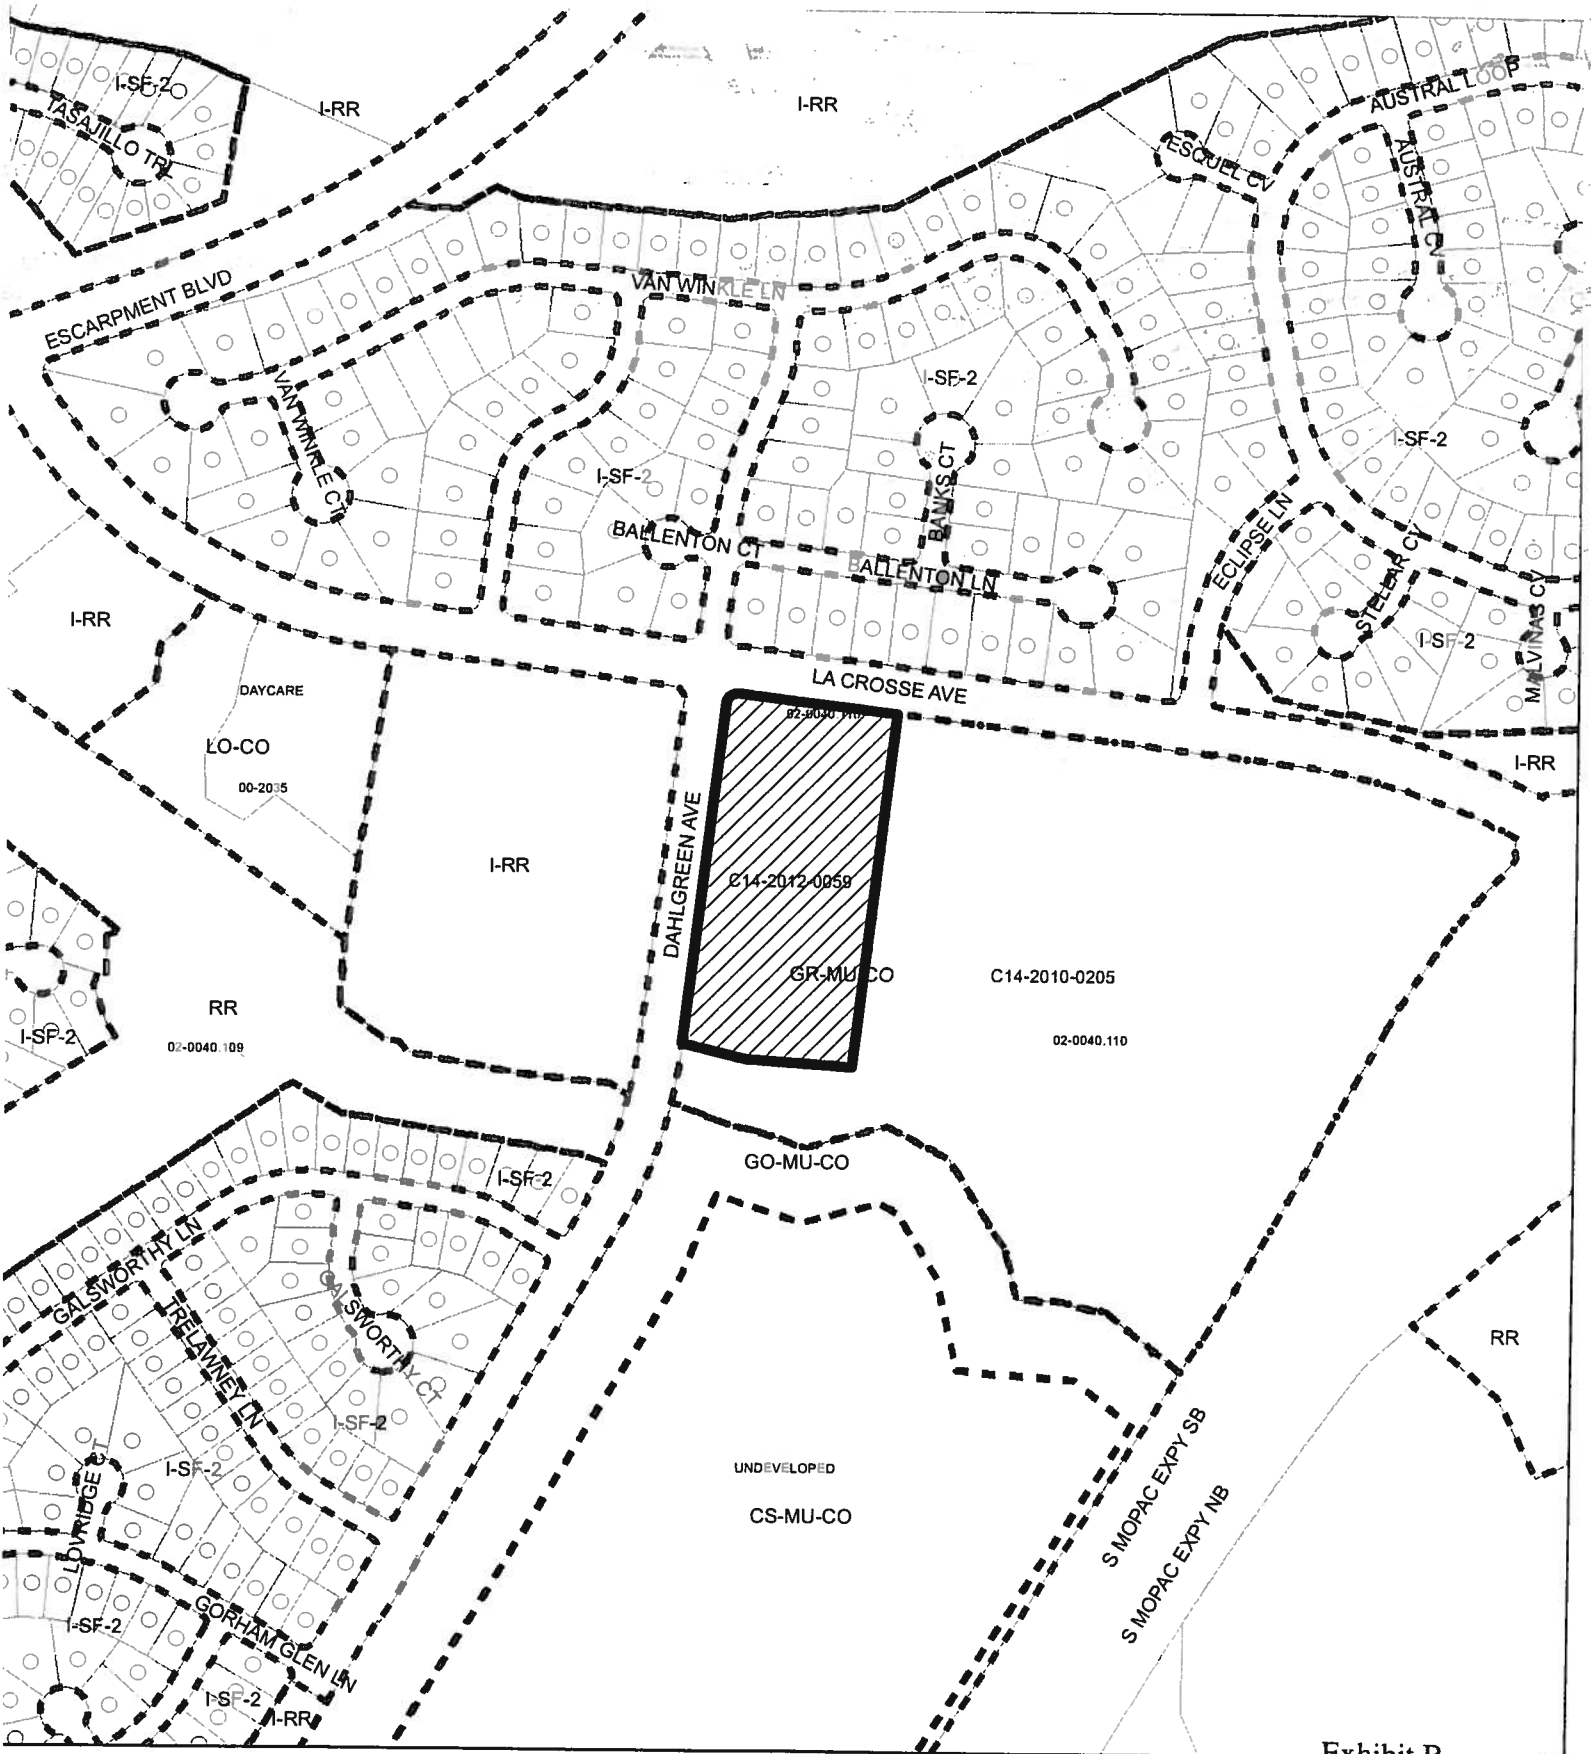 I-SF-2
TASAJILLO TRL
I-RR
I-RR
AUSTRAL LOOP
ESQUEL CV
AUSTRAL CV
ESCARPMENT BLVD
VAN WINKLE LN
VAN WINKLE CT
I-SF-2
I-SF-2
I-SF-2
BANKS CT
BALLENTON CT
BALLENTON LN
ECLIPSE LN
STELLAR CV
MALVINAS CV
I-SF-2
I-RR
DAYCARE
LO-CO
00-2035
LA CROSSE AVE
I-RR
I-RR
DAHLGREEN AVE
C14-2012-0059
GR-MU-CO
C14-2010-0205
02-0040.110
RR
02-0040.109
I-SF-2
GO-MU-CO
I-SF-2
GALSWORTHY LN
TRELAWNEY LN
GALSWORTHY CT
I-SF-2
RR
I-SF-2
LOVRIDGE CT
UNDEVELOPED
CS-MU-CO
S MOPAC EXPY SB
S MOPAC EXPY NB
I-SF-2
GORHAM GLEN LN
I-SF-2
I-RR